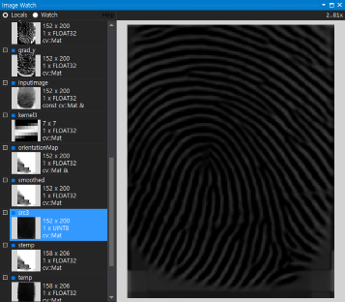 Image Watch
Locals Watch Help
2.81x
152 x 200
1 x FLOAT32
cv::Mat
grad_y
152 x 200
1 x FLOAT32
cv::Mat
inputImage
152 x 200
1 x FLOAT32
const cv::Mat &
kernel3
7 x 7
1 x FLOAT32
cv::Mat
orientationMap
152 x 200
1 x FLOAT32
cv::Mat &
smoothed
152 x 200
1 x FLOAT32
cv::Mat
src3
152 x 200
1 x UINT8
cv::Mat
stemp
158 x 206
1 x FLOAT32
cv::Mat
temp
158 x 206
1 x FLOAT32